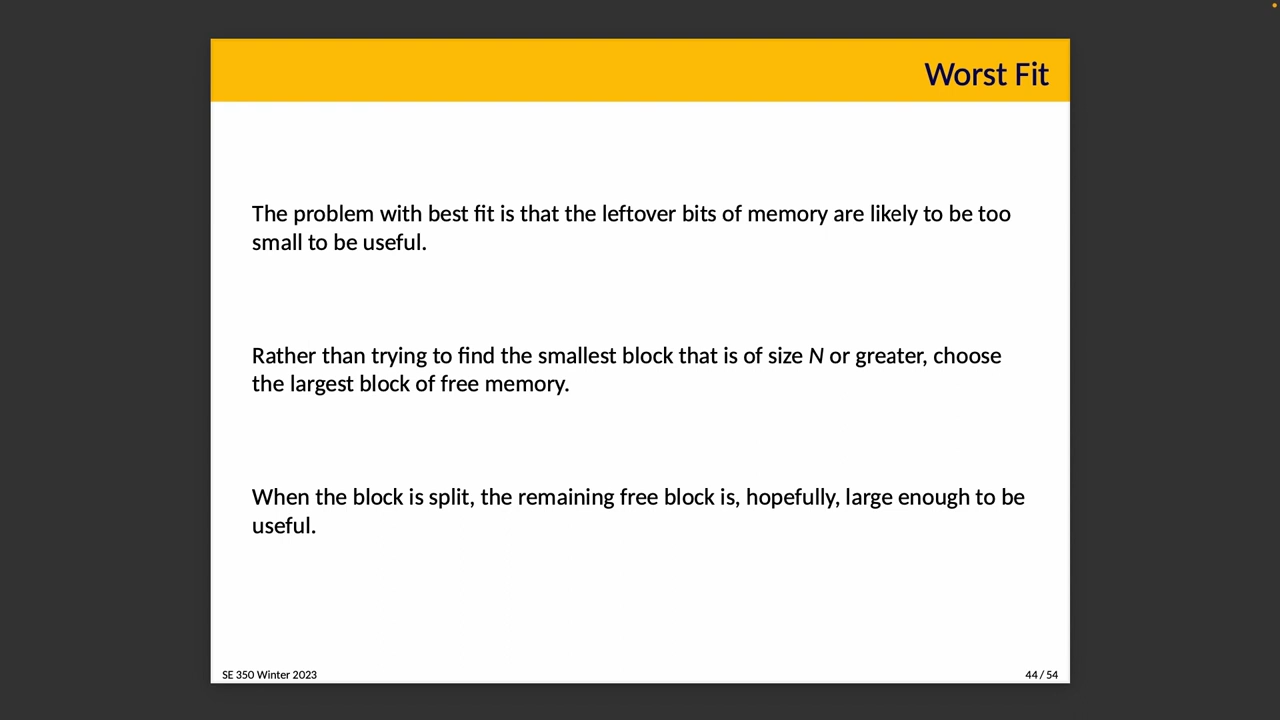 Worst Fit
The problem with best fit is that the leftover bits of memory are likely to be too
small to be useful.
Rather than trying to find the smallest block that is of size N or greater, choose
the largest block of free memory.
When the block is split, the remaining free block is, hopefully, large enough to be
useful.
SE 350 Winter 2023
44 / 54